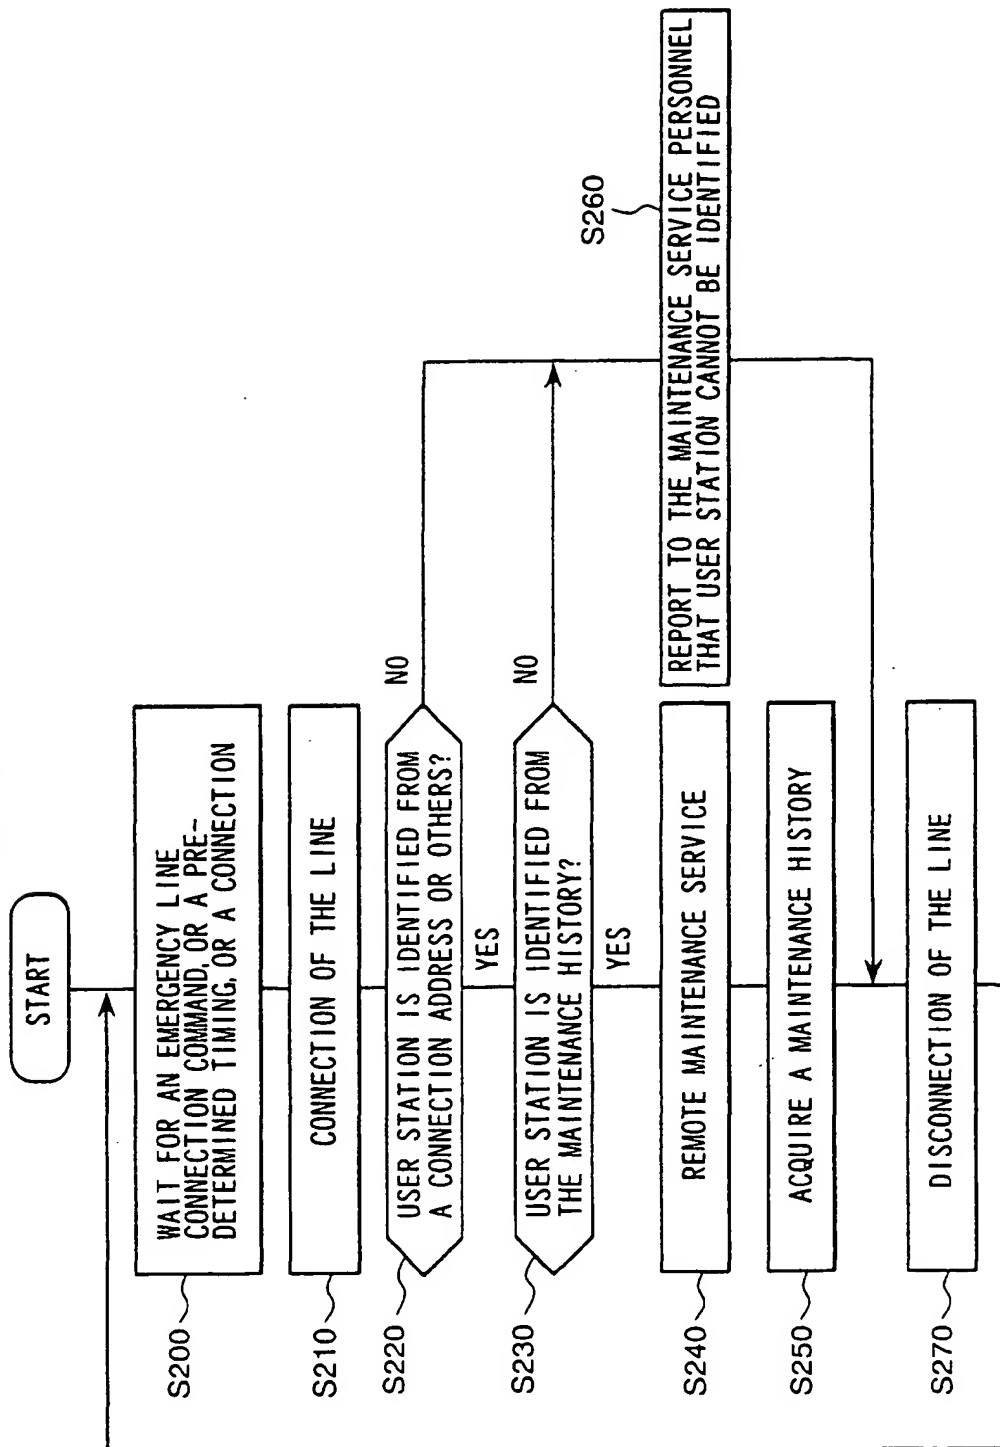 START
S200
WAIT FOR AN EMERGENCY LINE
CONNECTION COMMAND, OR A PRE-
DETERMINED TIMING, OR A CONNECTION
S210
CONNECTION OF THE LINE
S220
USER STATION IS IDENTIFIED FROM
A CONNECTION ADDRESS OR OTHERS?
NO
YES
S230
USER STATION IS IDENTIFIED FROM
THE MAINTENANCE HISTORY?
NO
YES
S240
REMOTE MAINTENANCE SERVICE
S260
REPORT TO THE MAINTENANCE SERVICE PERSONNEL
THAT USER STATION CANNOT BE IDENTIFIED
S250
ACQUIRE A MAINTENANCE HISTORY
S270
DISCONNECTION OF THE LINE